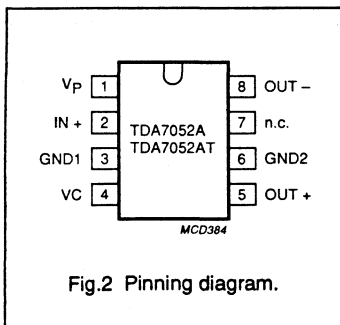 VP 1 8 OUT –
IN + 2 7 n.c.
TDA7052A
TDA7052AT
GND1 3 6 GND2
VC 4 5 OUT +
MCD384
Fig.2 Pinning diagram.